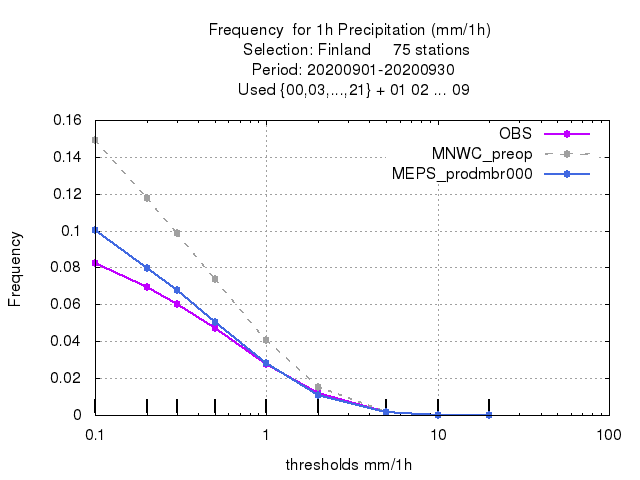 Frequency  for 1h Precipitation (mm/1h)
Selection: Finland     75 stations
Period: 20200901-20200930
Used {00,03,...,21} + 01 02 ... 09
OBS
MNWC_preop
MEPS_prodmbr000
Frequency
0.16
0.14
0.12
0.1
0.08
0.06
0.04
0.02
0
0.1 1 10 100
thresholds mm/1h